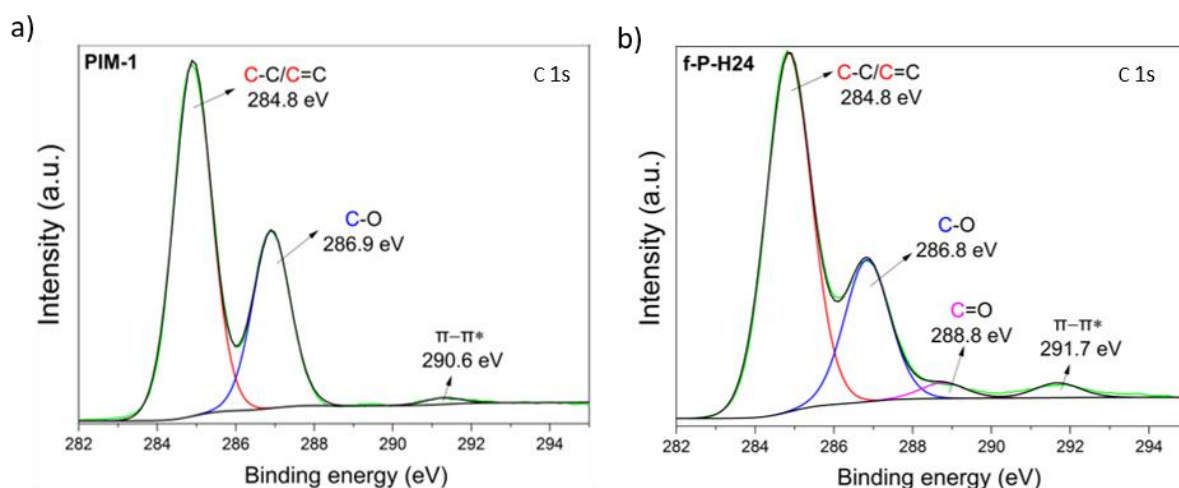 a)
PIM-1
C 1s
C-C/C=C
284.8 eV
C-O
286.9 eV
π–π*
290.6 eV
Intensity (a.u.)
282 284 286 288 290 292 294
Binding energy (eV)
b)
f-P-H24
C 1s
C-C/C=C
284.8 eV
C-O
286.8 eV
C=O
288.8 eV
π–π*
291.7 eV
Intensity (a.u.)
282 284 286 288 290 292 294
Binding energy (eV)